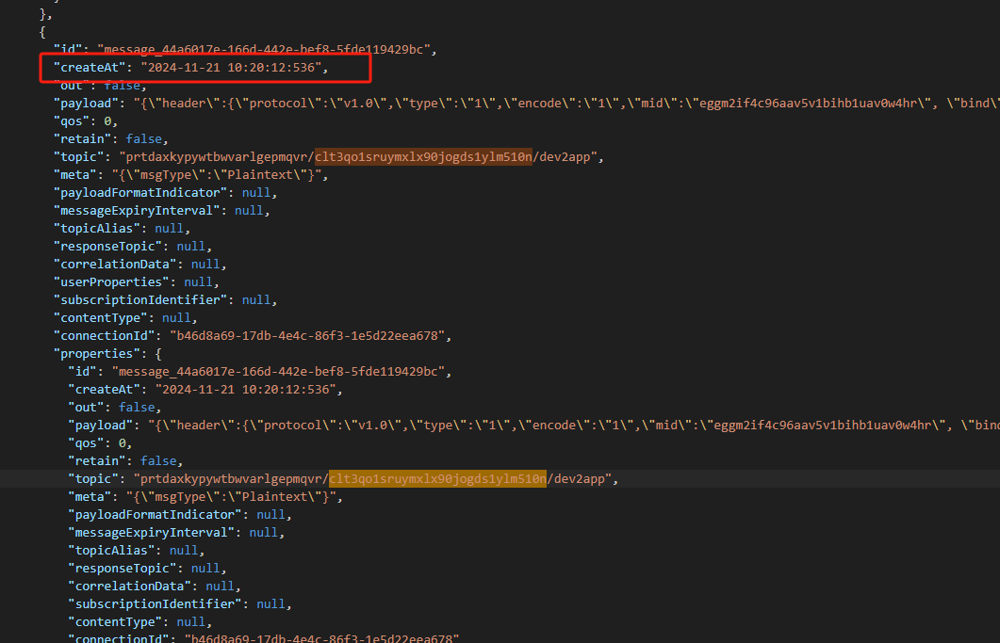 },
{
"id": "message_44a6017e-166d-442e-bef8-5fde119429bc",
"createAt": "2024-11-21 10:20:12:536",
"out": false,
"payload": "{\"header\":{\"protocol\":\"v1.0\",\"type\":\"1\",\"encode\":\"1\",\"mid\":\"eggm2if4c96aav5v1bihb1uav0w4hr\", \"bind\"
"qos": 0,
"retain": false,
"topic": "prtdaxkypywtbwvarlgepmqvr/clt3qo1sruymxlx90jogds1ylm510n/dev2app",
"meta": "{\"msgType\":\"Plaintext\"}",
"payloadFormatIndicator": null,
"messageExpiryInterval": null,
"topicAlias": null,
"responseTopic": null,
"correlationData": null,
"userProperties": null,
"subscriptionIdentifier": null,
"contentType": null,
"connectionId": "b46d8a69-17db-4e4c-86f3-1e5d22eea678",
"properties": {
"id": "message_44a6017e-166d-442e-bef8-5fde119429bc",
"createAt": "2024-11-21 10:20:12:536",
"out": false,
"payload": "{\"header\":{\"protocol\":\"v1.0\",\"type\":\"1\",\"encode\":\"1\",\"mid\":\"eggm2if4c96aav5v1bihb1uav0w4hr\", \"bind
"qos": 0,
"retain": false,
"topic": "prtdaxkypywtbwvarlgepmqvr/clt3qo1sruymxlx90jogds1ylm510n/dev2app",
"meta": "{\"msgType\":\"Plaintext\"}",
"payloadFormatIndicator": null,
"messageExpiryInterval": null,
"topicAlias": null,
"responseTopic": null,
"correlationData": null,
"subscriptionIdentifier": null,
"contentType": null,
"connectionId": "b46d8a69-17db-4e4c-86f3-1e5d22eea678"